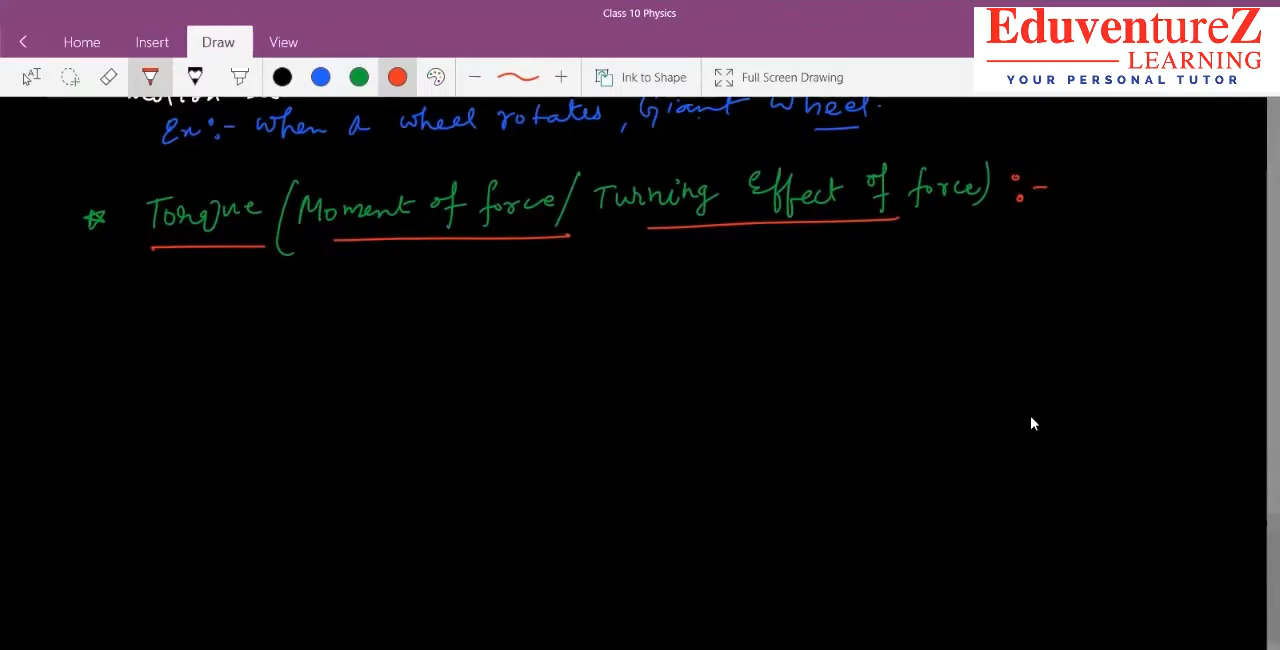 Class 10 Physics
EduventureZ
LEARNING
YOUR PERSONAL TUTOR
Home Insert Draw View
Ink to Shape Full Screen Drawing
Ex:- When a wheel rotates, Giant wheel.
* Torque (Moment of force/ Turning Effect of force) :-